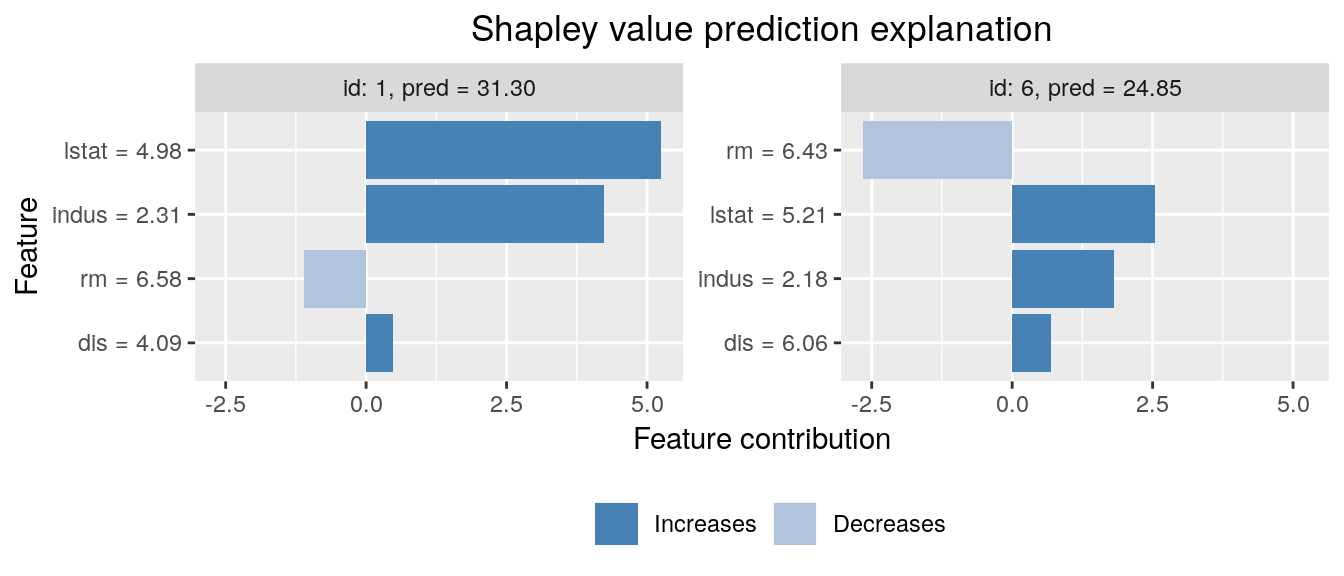 Shapley value prediction explanation
id: 1, pred = 31.30
id: 6, pred = 24.85
Feature
lstat = 4.98
indus = 2.31
rm = 6.58
dis = 4.09
-2.5 0.0 2.5 5.0
rm = 6.43
lstat = 5.21
indus = 2.18
dis = 6.06
-2.5 0.0 2.5 5.0
Feature contribution
Increases Decreases